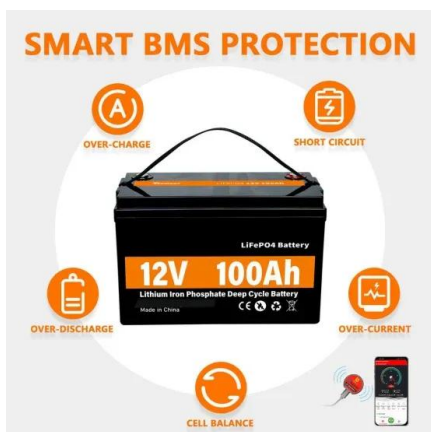 SMART BMS PROTECTION
A
OVER-CHARGE
SHORT CIRCUIT
LiFePO4 Battery
12V 100Ah
Lithium Iron Phosphate Deep Cycle Battery
Made in China
CE
OVER-DISCHARGE
OVER-CURRENT
CELL BALANCE